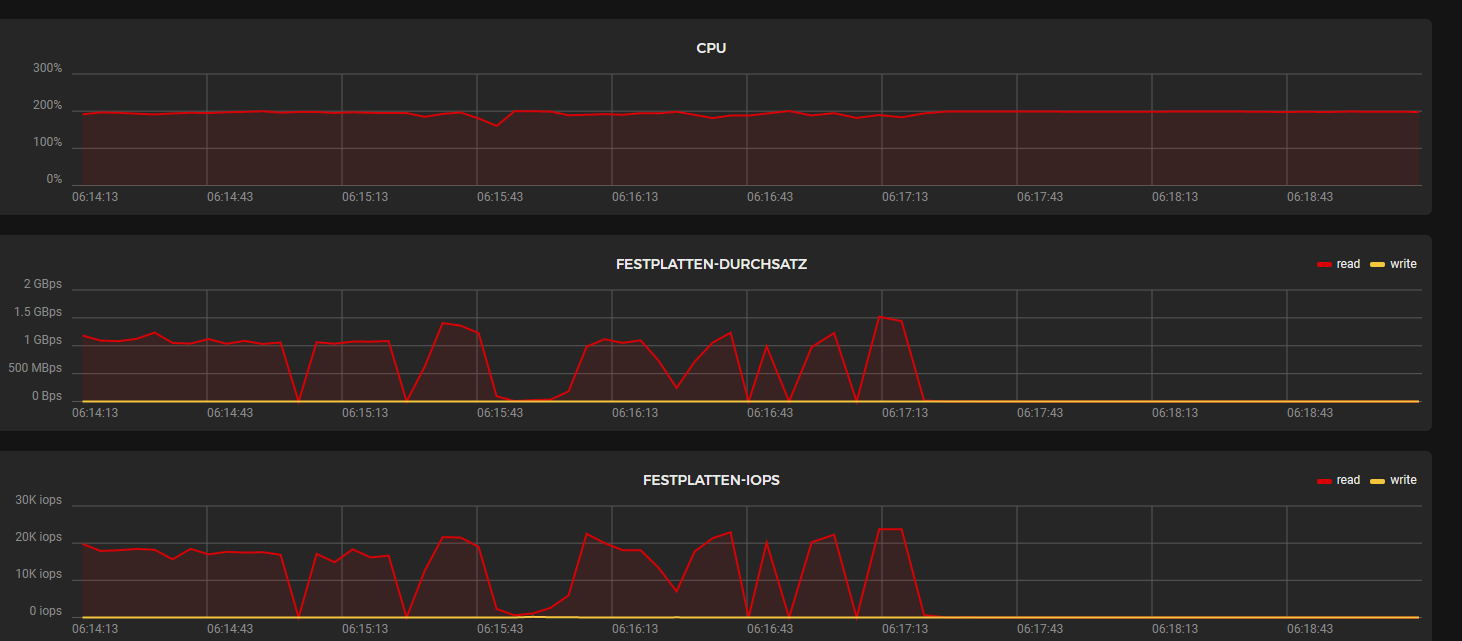 CPU
300%
200%
100%
0%
06:14:13 06:14:43 06:15:13 06:15:43 06:16:13 06:16:43 06:17:13 06:17:43 06:18:13 06:18:43
FESTPLATTEN-DURCHSATZ
read write
2 GBps
1.5 GBps
1 GBps
500 MBps
0 Bps
06:14:13 06:14:43 06:15:13 06:15:43 06:16:13 06:16:43 06:17:13 06:17:43 06:18:13 06:18:43
FESTPLATTEN-IOPS
read write
30K iops
20K iops
10K iops
0 iops
06:14:13 06:14:43 06:15:13 06:15:43 06:16:13 06:16:43 06:17:13 06:17:43 06:18:13 06:18:43